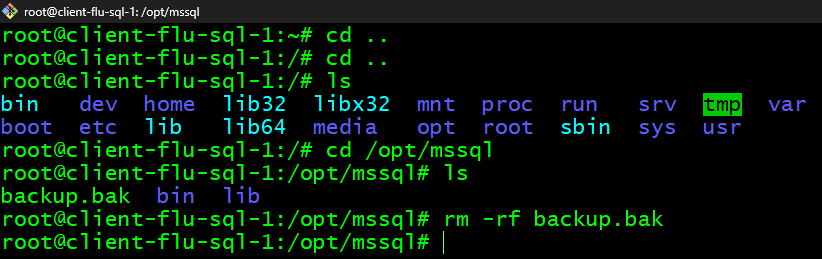 root@client-flu-sql-1: /opt/mssql
root@client-flu-sql-1:~# cd ..
root@client-flu-sql-1:/# cd ..
root@client-flu-sql-1:/# ls
bin dev home lib32 libx32 mnt proc run srv tmp var
boot etc lib lib64 media opt root sbin sys usr
root@client-flu-sql-1:/# cd /opt/mssql
root@client-flu-sql-1:/opt/mssql# ls
backup.bak bin lib
root@client-flu-sql-1:/opt/mssql# rm -rf backup.bak
root@client-flu-sql-1:/opt/mssql#